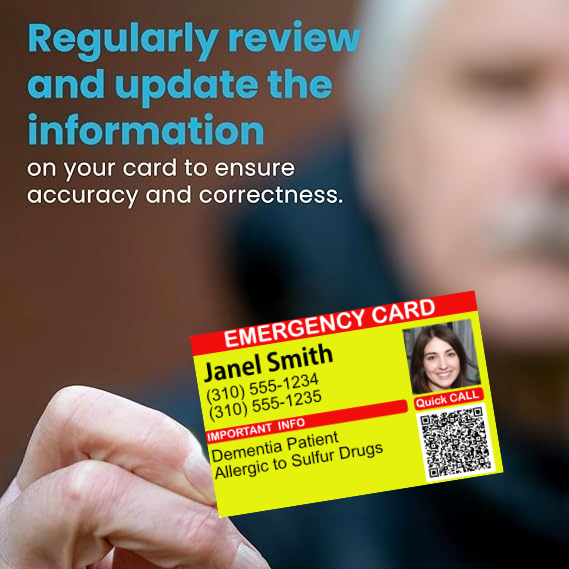 Regularly review
and update the
information
on your card to ensure
accuracy and correctness.
EMERGENCY CARD
Janel Smith
(310) 555-1234
(310) 555-1235
IMPORTANT INFO
Dementia Patient
Allergic to Sulfur Drugs
Quick CALL